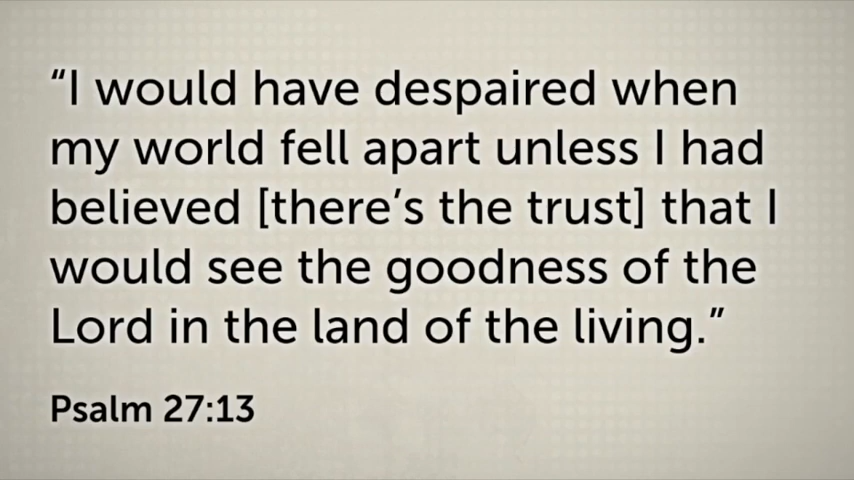 “I would have despaired when
my world fell apart unless I had
believed [there’s the trust] that I
would see the goodness of the
Lord in the land of the living.”
Psalm 27:13